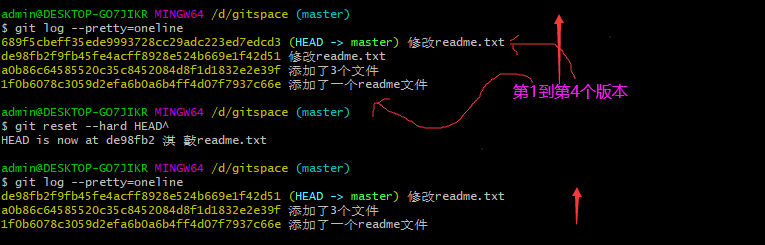 admin@DESKTOP-GO7JIKR MINGW64 /d/gitspace (master)
$ git log --pretty=oneline
689f5cbeff35ede9993728cc29adc223ed7edcd3 (HEAD -> master) 修改readme.txt
de98fb2f9fb45fe4acff8928e524b669e1f42d51 修改readme.txt
a0b86c64585520c35c8452084d8f1d1832e2e39f 添加了3个文件
1f0b6078c3059d2efa6b0a6b4ff4d07f7937c66e 添加了一个readme文件
第1到第4个版本
admin@DESKTOP-GO7JIKR MINGW64 /d/gitspace (master)
$ git reset --hard HEAD^
HEAD is now at de98fb2 淇 敼readme.txt
admin@DESKTOP-GO7JIKR MINGW64 /d/gitspace (master)
$ git log --pretty=oneline
de98fb2f9fb45fe4acff8928e524b669e1f42d51 (HEAD -> master) 修改readme.txt
a0b86c64585520c35c8452084d8f1d1832e2e39f 添加了3个文件
1f0b6078c3059d2efa6b0a6b4ff4d07f7937c66e 添加了一个readme文件